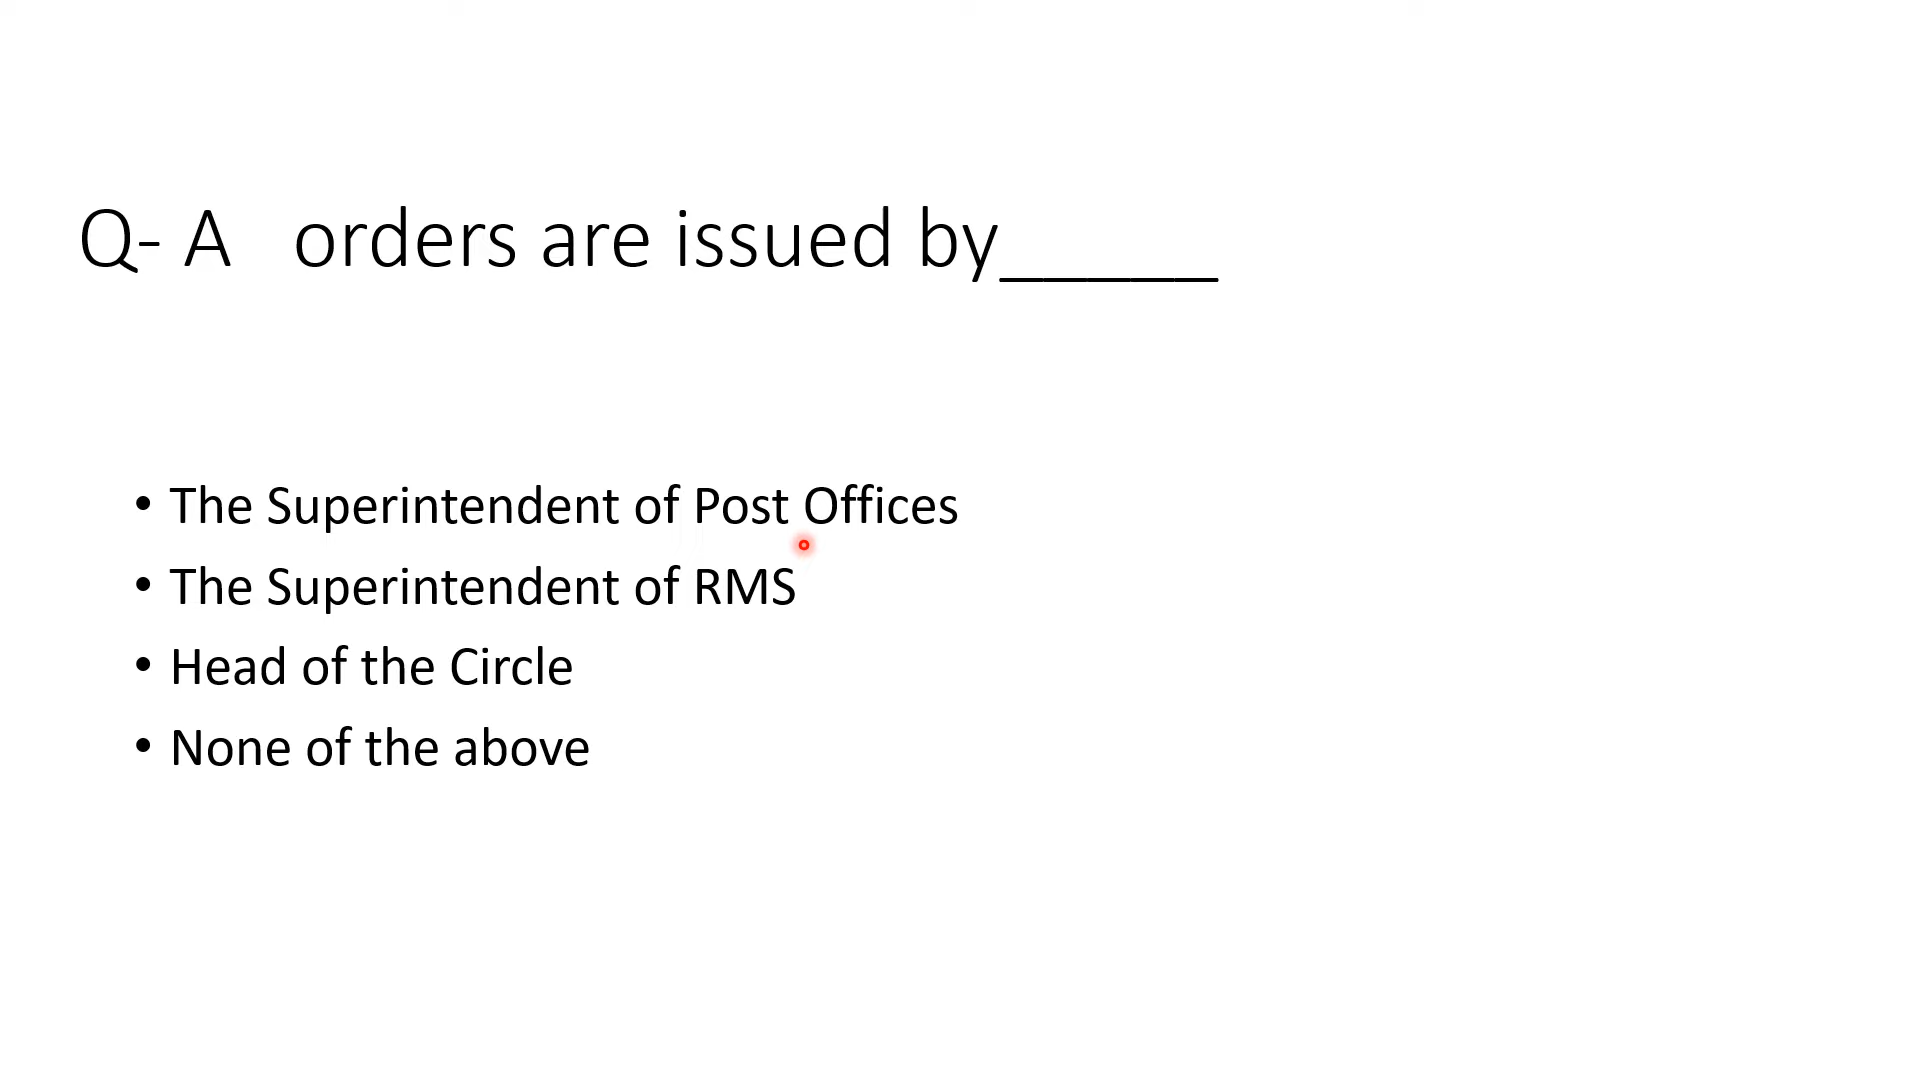 Q- A   orders are issued by_____
• The Superintendent of Post Offices
• The Superintendent of RMS
• Head of the Circle
• None of the above